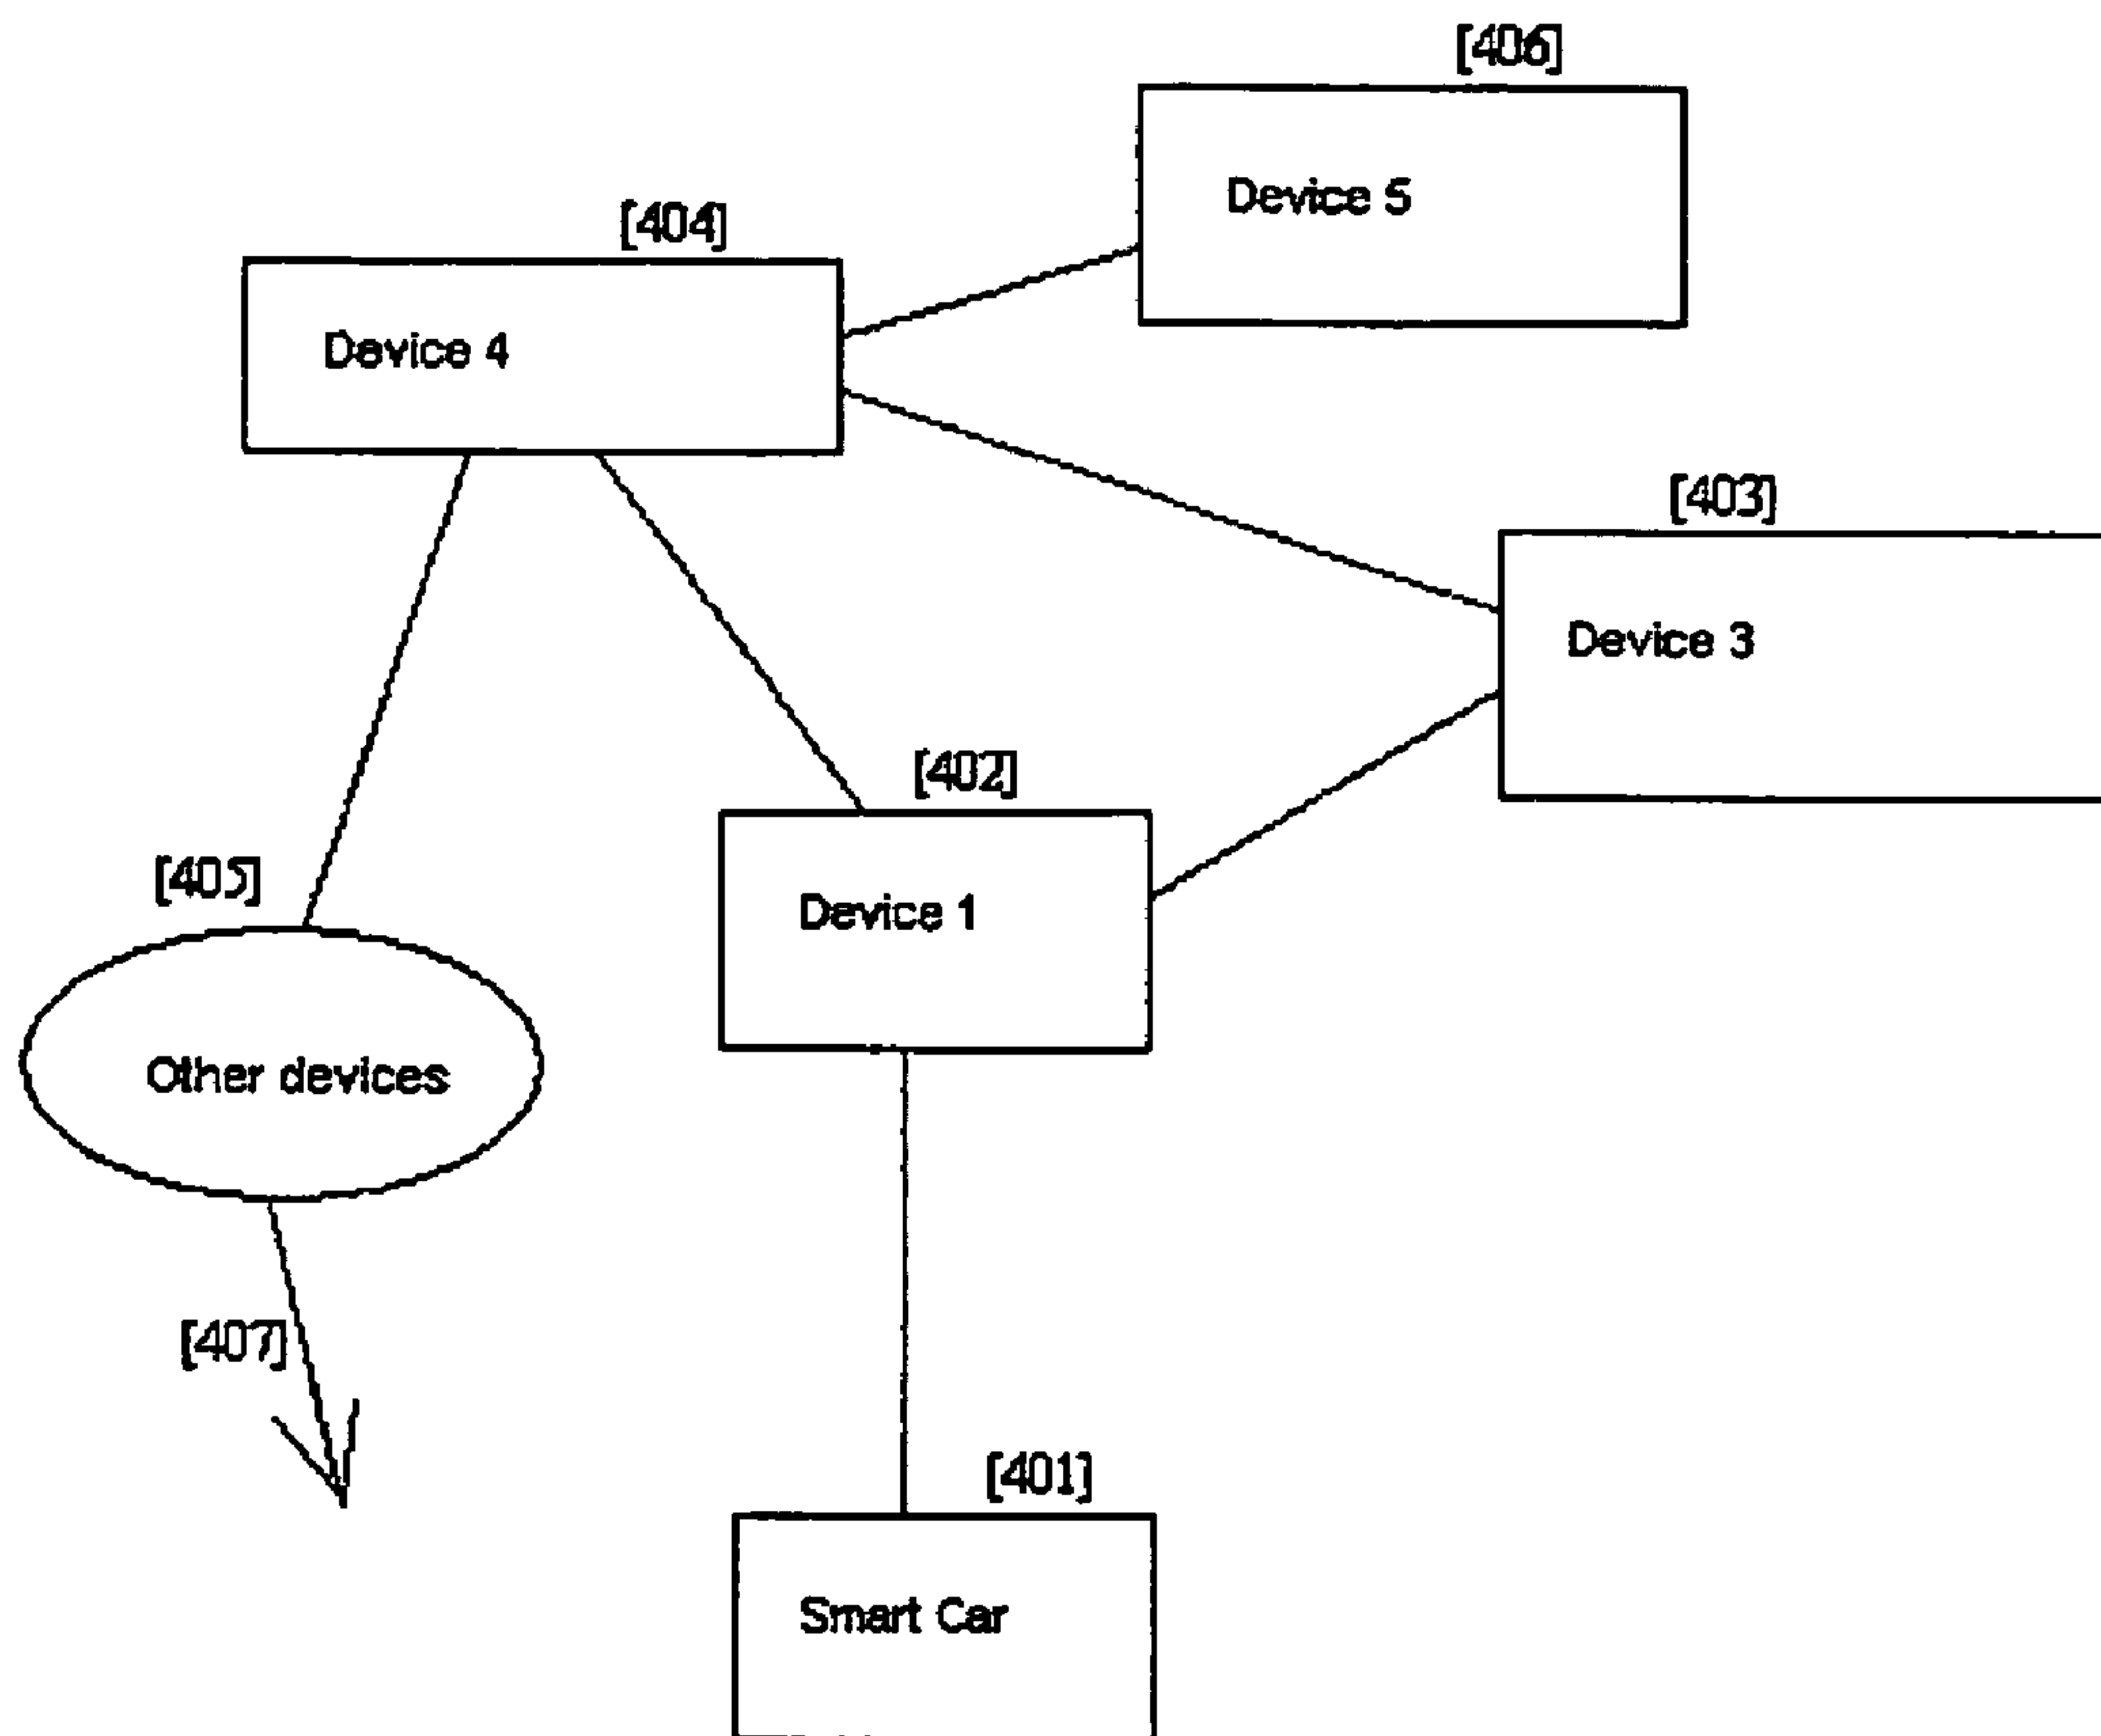 [406]
Device 5
[404]
Device 4
[403]
Device 3
[402]
Device 1
[405]
Other devices
[407]
[401]
Smart Car